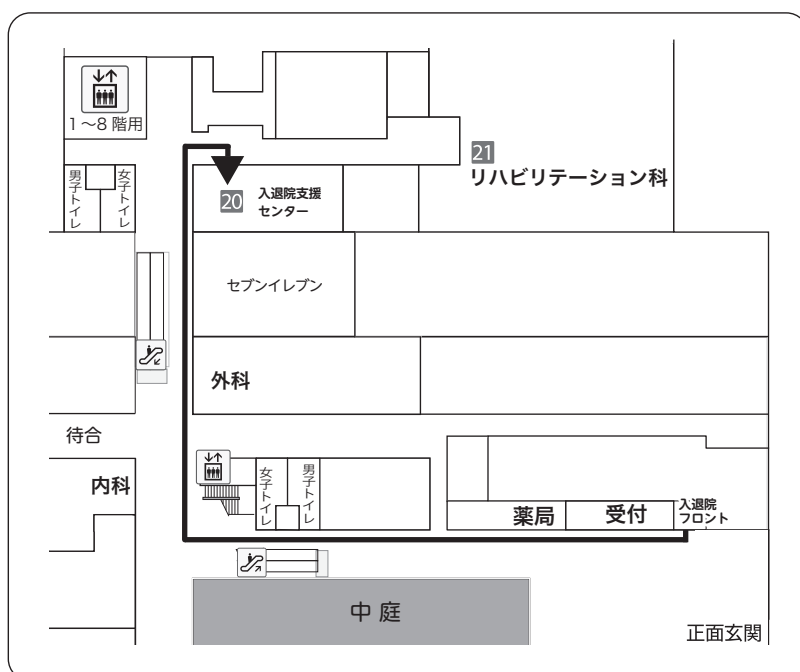 1～8 階用
男子トイレ
女子トイレ
20
入退院支援
センター
21
リハビリテーション科
セブンイレブン
外科
待合
内科
女子トイレ
男子トイレ
薬局
受付
入退院
フロント
中庭
正面玄関